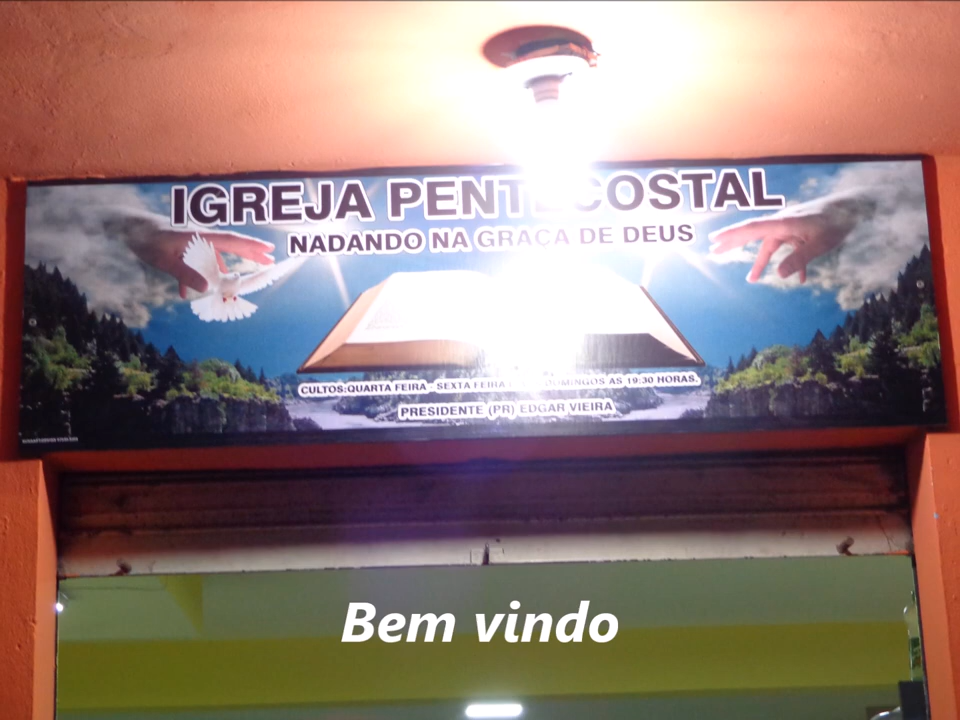 IGREJA PENTECOSTAL
NADANDO NA GRAÇA DE DEUS
CULTOS:QUARTA FEIRA - SEXTA FEIRA DOMINGOS AS 19:30 HORAS.
PRESIDENTE (PR) EDGAR VIEIRA
Bem vindo